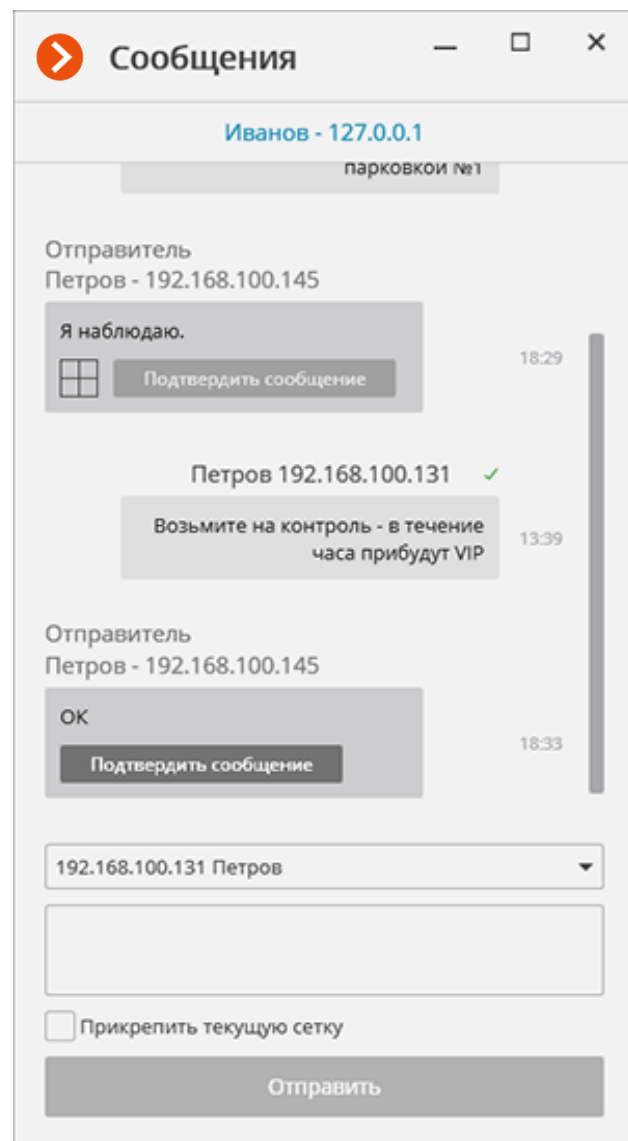 Сообщения
Иванов - 127.0.0.1
парковкой №1
Отправитель
Петров - 192.168.100.145
Я наблюдаю.
Подтвердить сообщение
18:29
Петров 192.168.100.131
Возьмите на контроль - в течение
часа прибудут VIP
13:39
Отправитель
Петров - 192.168.100.145
ОК
Подтвердить сообщение
18:33
192.168.100.131 Петров
Прикрепить текущую сетку
Отправить